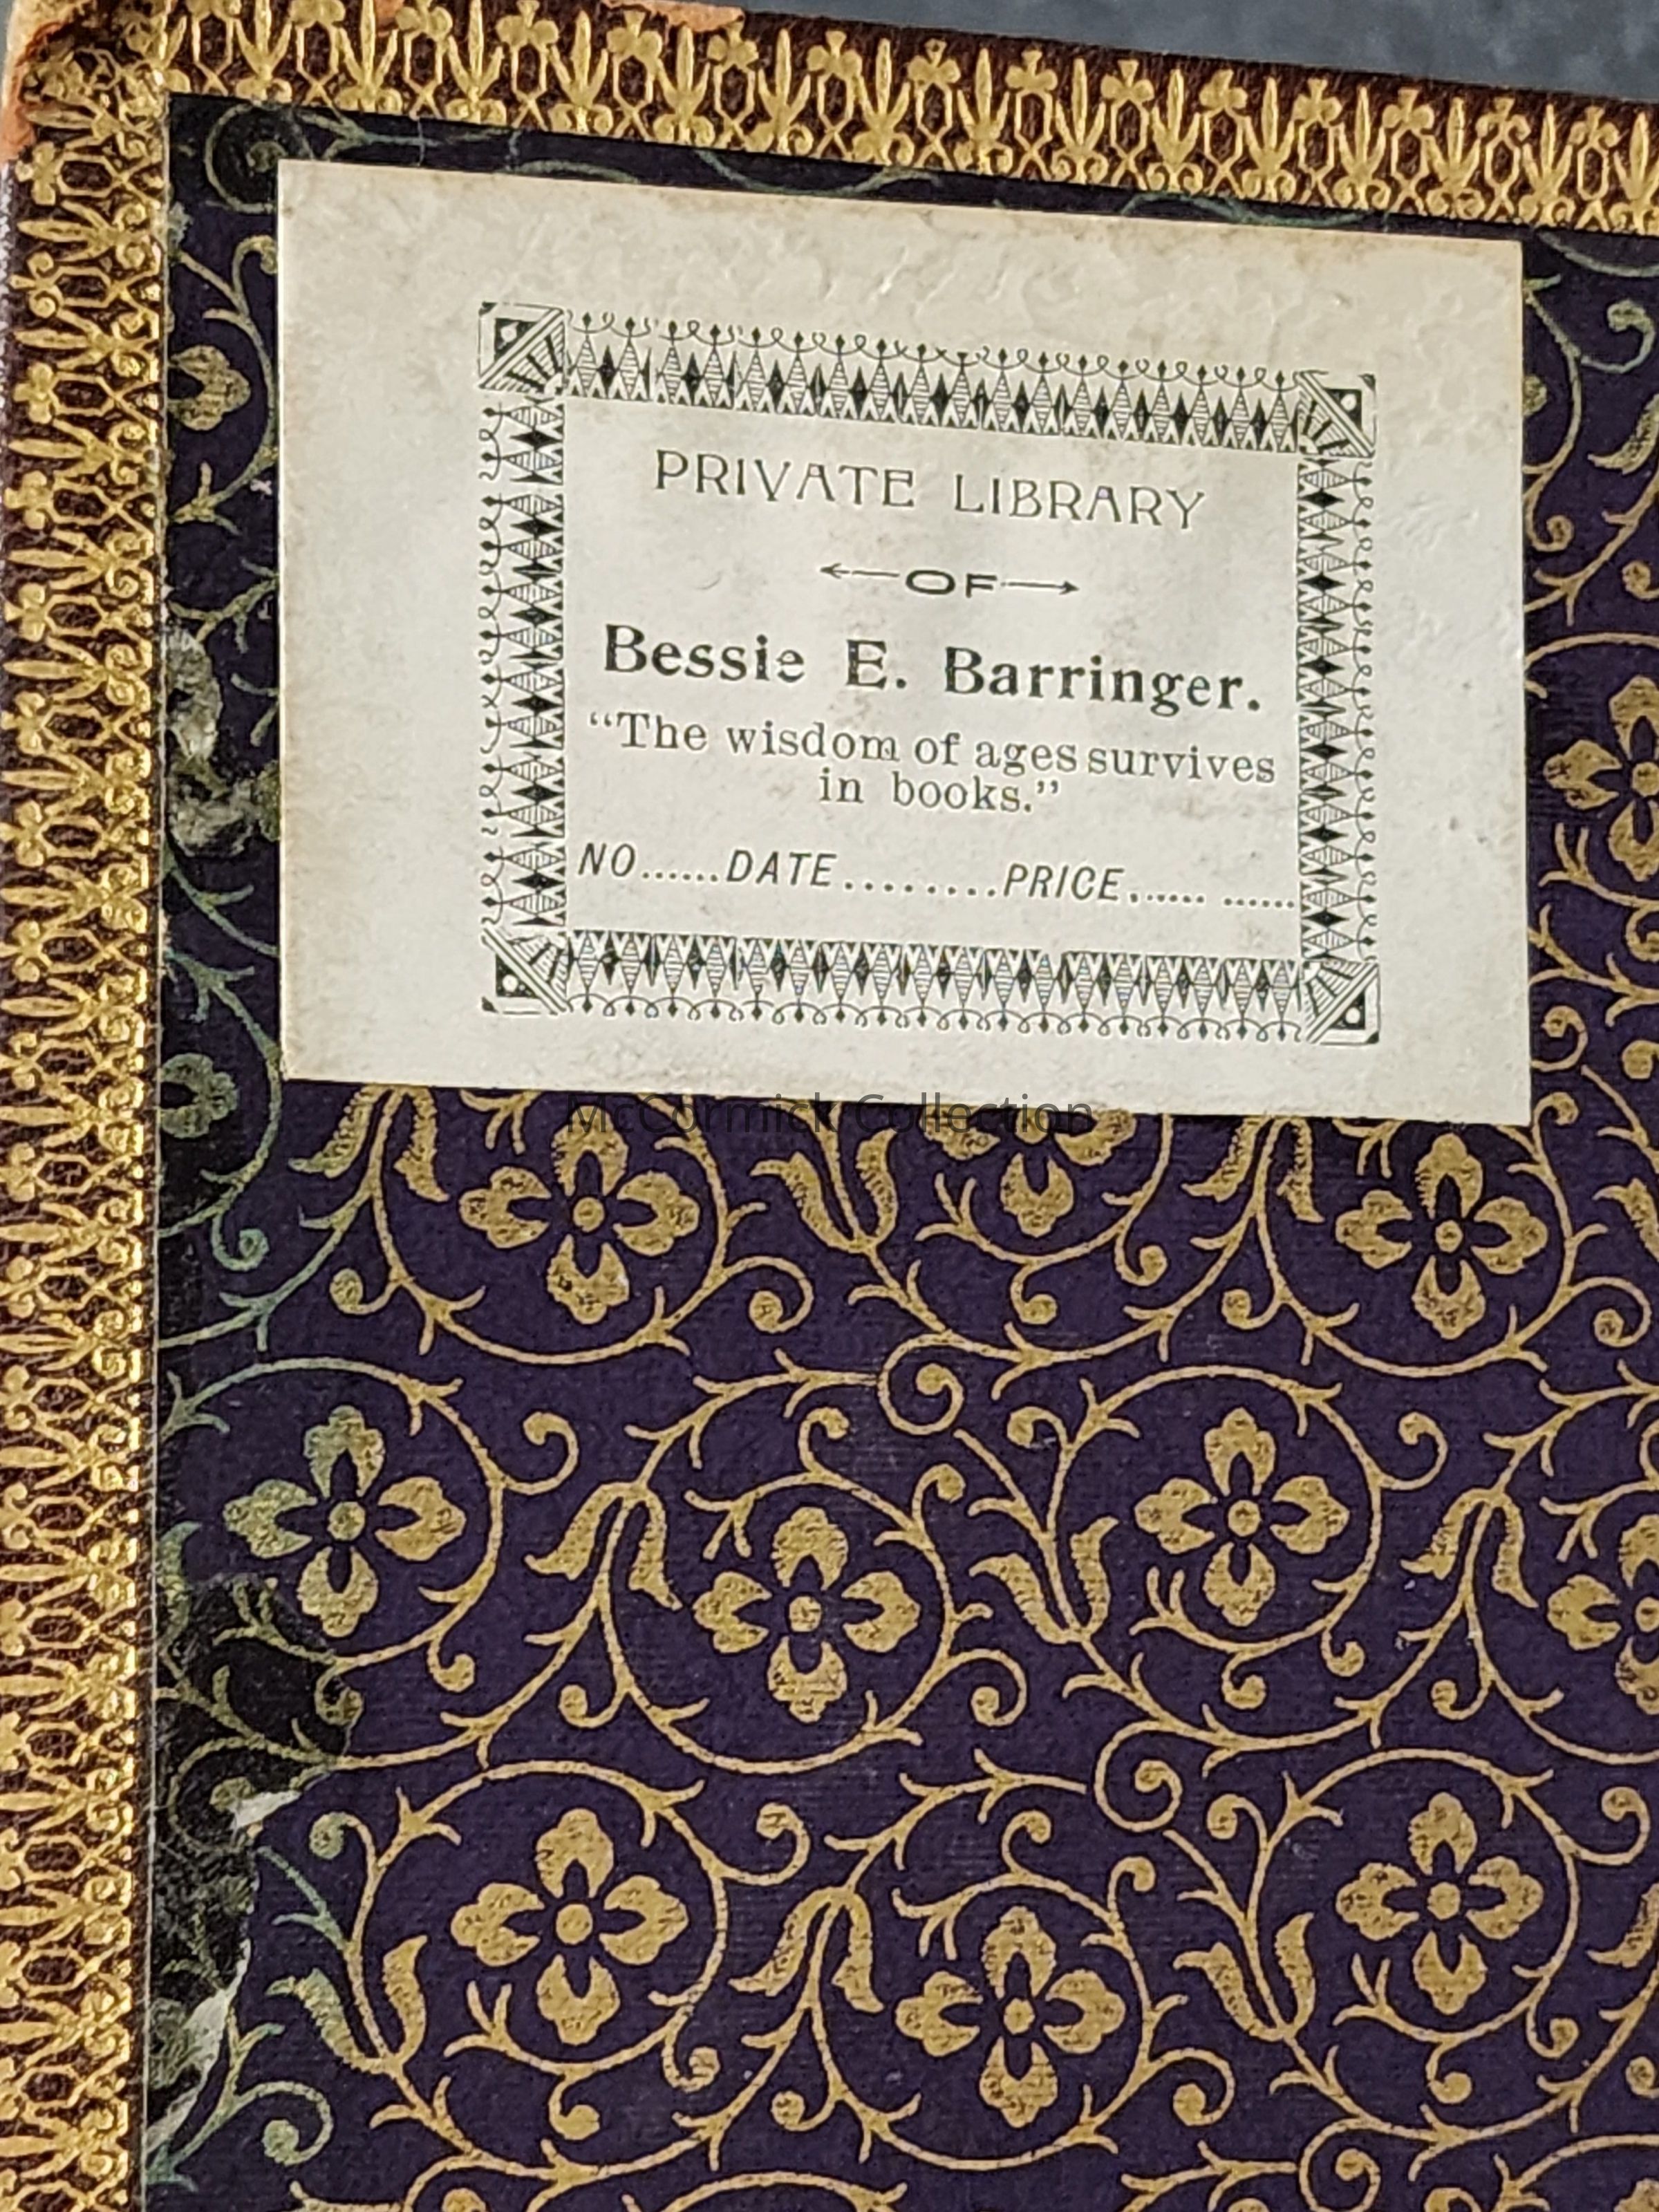 PRIVATE LIBRARY
OF
Bessie E. Barringer.
"The wisdom of ages survives
in books."
NO......DATE........PRICE............
McCormick Collection